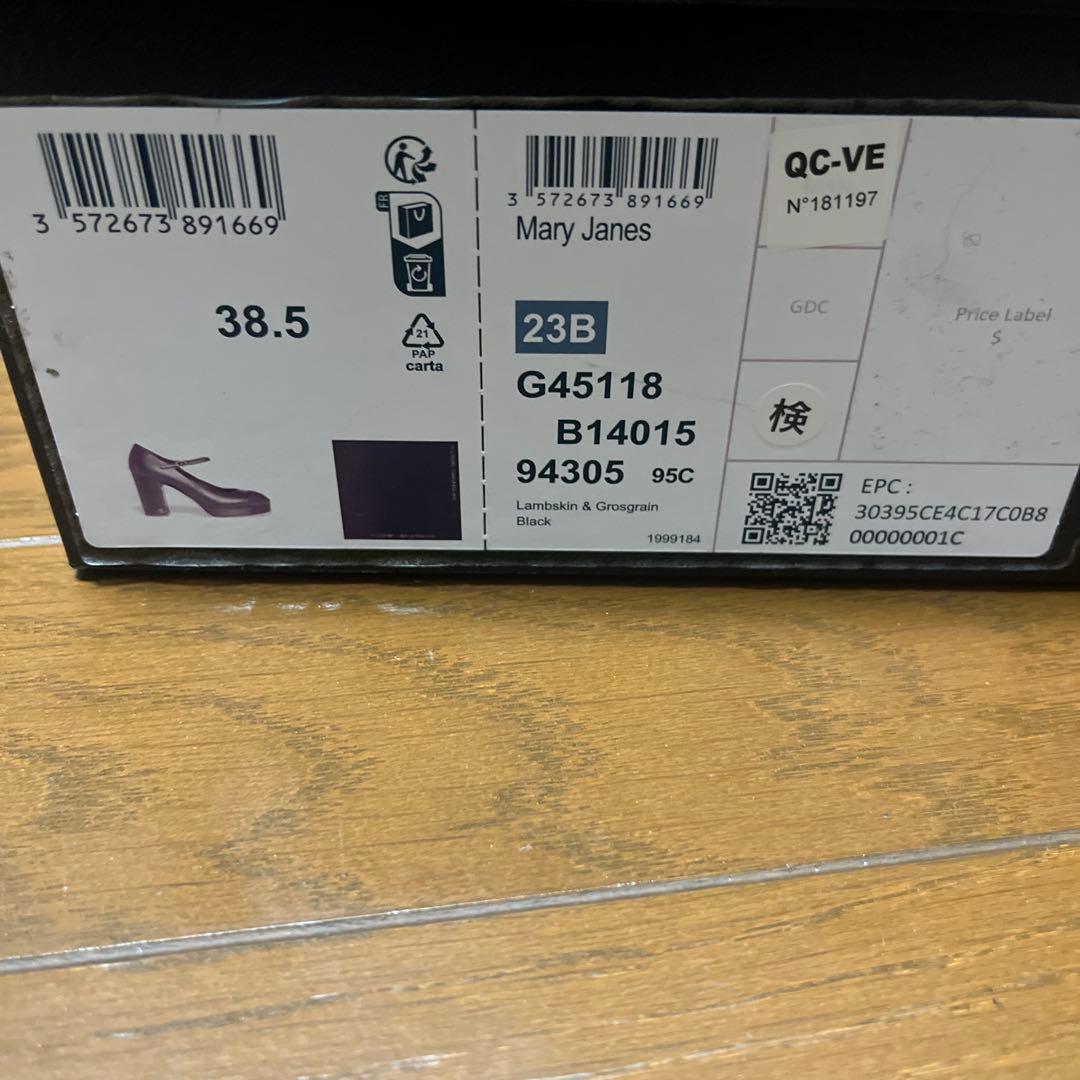 3 572673 891669
38.5
FR
21
PAP
carta
3 572673 891669
Mary Janes
23B
G45118
B14015
94305 95C
Lambskin & Grosgrain
Black
1999184
QC-VE
N°181197
GDC
検
Price Label
$
EPC :
30395CE4C17C0B8
00000001C